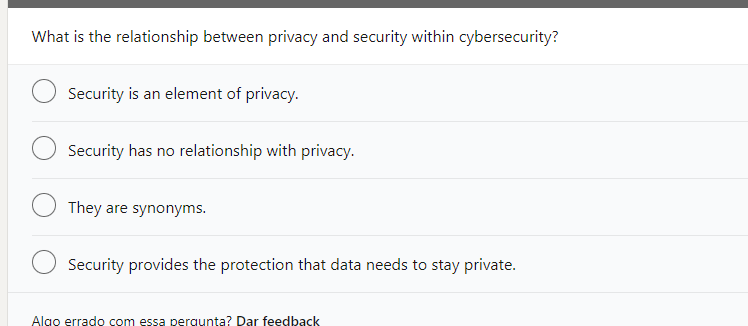 What is the relationship between privacy and security within cybersecurity?
Security is an element of privacy.
Security has no relationship with privacy.
They are synonyms.
Security provides the protection that data needs to stay private.
Algo errado com essa pergunta? Dar feedback